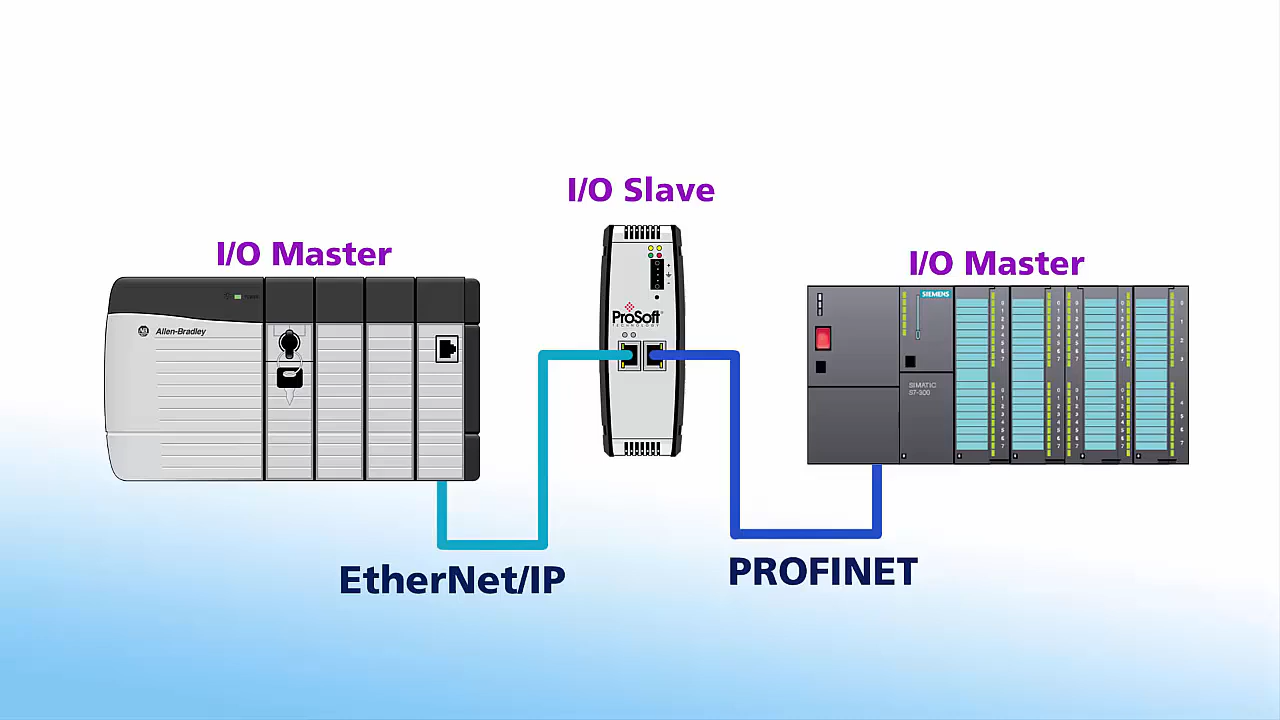 I/O Slave
I/O Master
I/O Master
Allen-Bradley
ProSoft
TECHNOLOGY
SIEMENS
SIMATIC
S7-300
EtherNet/IP
PROFINET